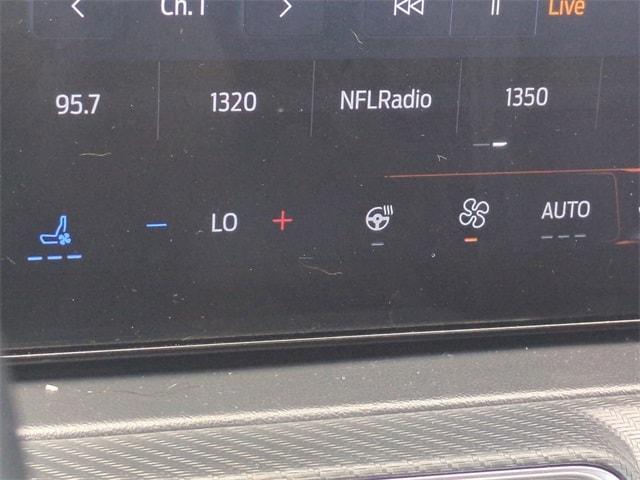 Ch. 1
Live
95.7
1320
NFLRadio
1350
LO
AUTO